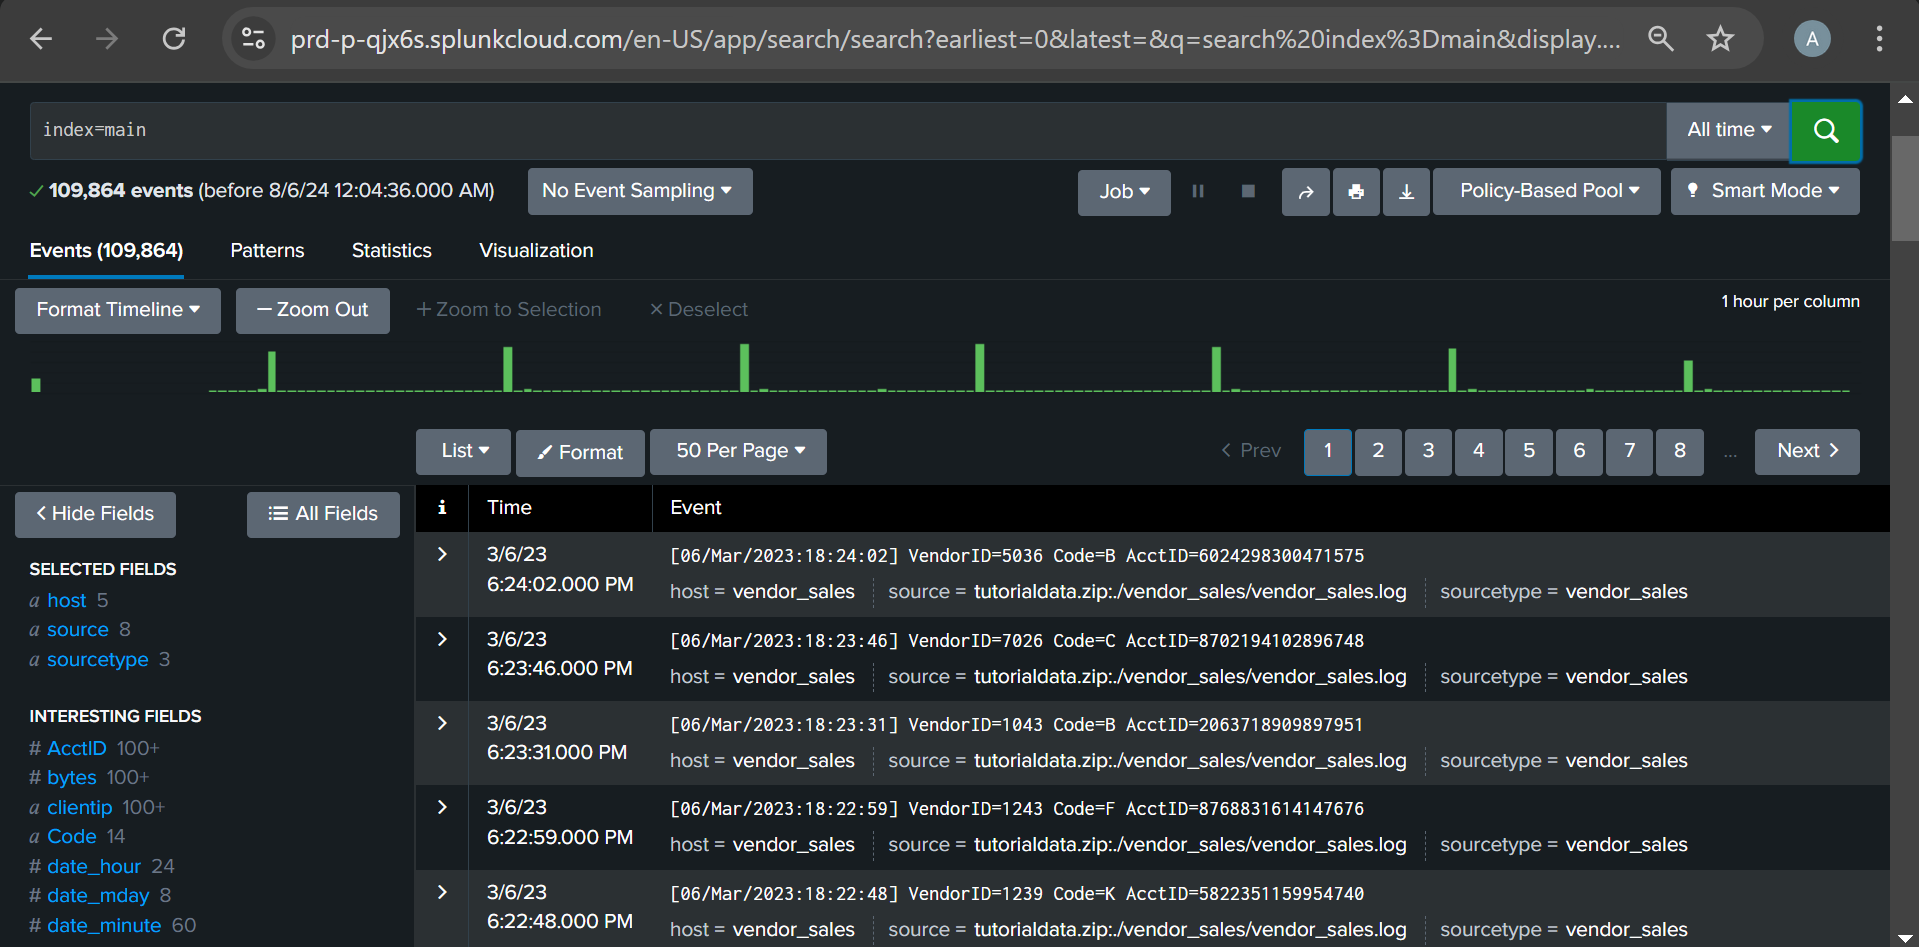 prd-p-qjx6s.splunkcloud.com/en-US/app/search/search?earliest=0&latest=&q=search%20index%3Dmain&display.... A
index=main All time
109,864 events (before 8/6/24 12:04:36.000 AM) No Event Sampling Job Policy-Based Pool Smart Mode
Events (109,864) Patterns Statistics Visualization
Format Timeline — Zoom Out + Zoom to Selection × Deselect 1 hour per column
List Format 50 Per Page < Prev 1 2 3 4 5 6 7 8 ... Next >
< Hide Fields All Fields
SELECTED FIELDS
a host 5
a source 8
a sourcetype 3
INTERESTING FIELDS
# AcctID 100+
# bytes 100+
a clientip 100+
a Code 14
# date_hour 24
# date_mday 8
# date_minute 60
i Time Event
> 3/6/23 [06/Mar/2023:18:24:02] VendorID=5036 Code=B AcctID=6024298300471575
6:24:02.000 PM host = vendor_sales source = tutorialdata.zip:./vendor_sales/vendor_sales.log sourcetype = vendor_sales
> 3/6/23 [06/Mar/2023:18:23:46] VendorID=7026 Code=C AcctID=8702194102896748
6:23:46.000 PM host = vendor_sales source = tutorialdata.zip:./vendor_sales/vendor_sales.log sourcetype = vendor_sales
> 3/6/23 [06/Mar/2023:18:23:31] VendorID=1043 Code=B AcctID=2063718909897951
6:23:31.000 PM host = vendor_sales source = tutorialdata.zip:./vendor_sales/vendor_sales.log sourcetype = vendor_sales
> 3/6/23 [06/Mar/2023:18:22:59] VendorID=1243 Code=F AcctID=8768831614147676
6:22:59.000 PM host = vendor_sales source = tutorialdata.zip:./vendor_sales/vendor_sales.log sourcetype = vendor_sales
> 3/6/23 [06/Mar/2023:18:22:48] VendorID=1239 Code=K AcctID=5822351159954740
6:22:48.000 PM host = vendor_sales source = tutorialdata.zip:./vendor_sales/vendor_sales.log sourcetype = vendor_sales